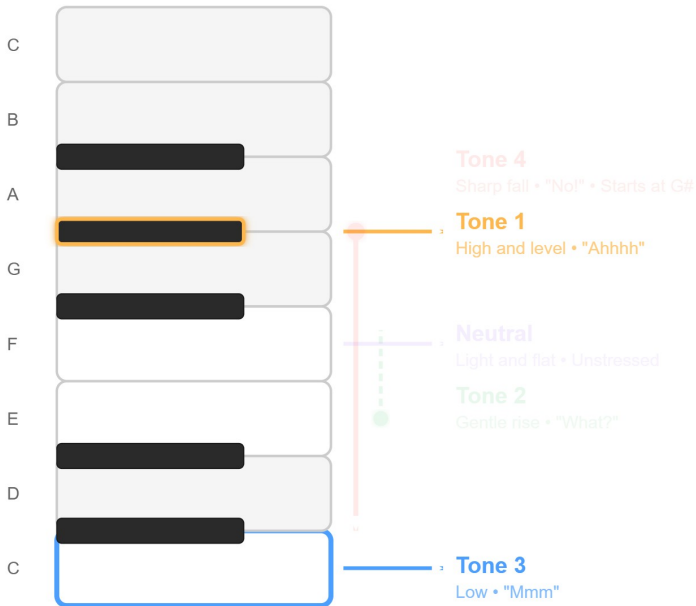 C
B
A
G
F
E
D
C
Tone 4
Sharp fall • "No!" • Starts at G#
Tone 1
High and level • "Ahhhh"
Neutral
Light and flat • Unstressed
Tone 2
Gentle rise • "What?"
Tone 3
Low • "Mmm"